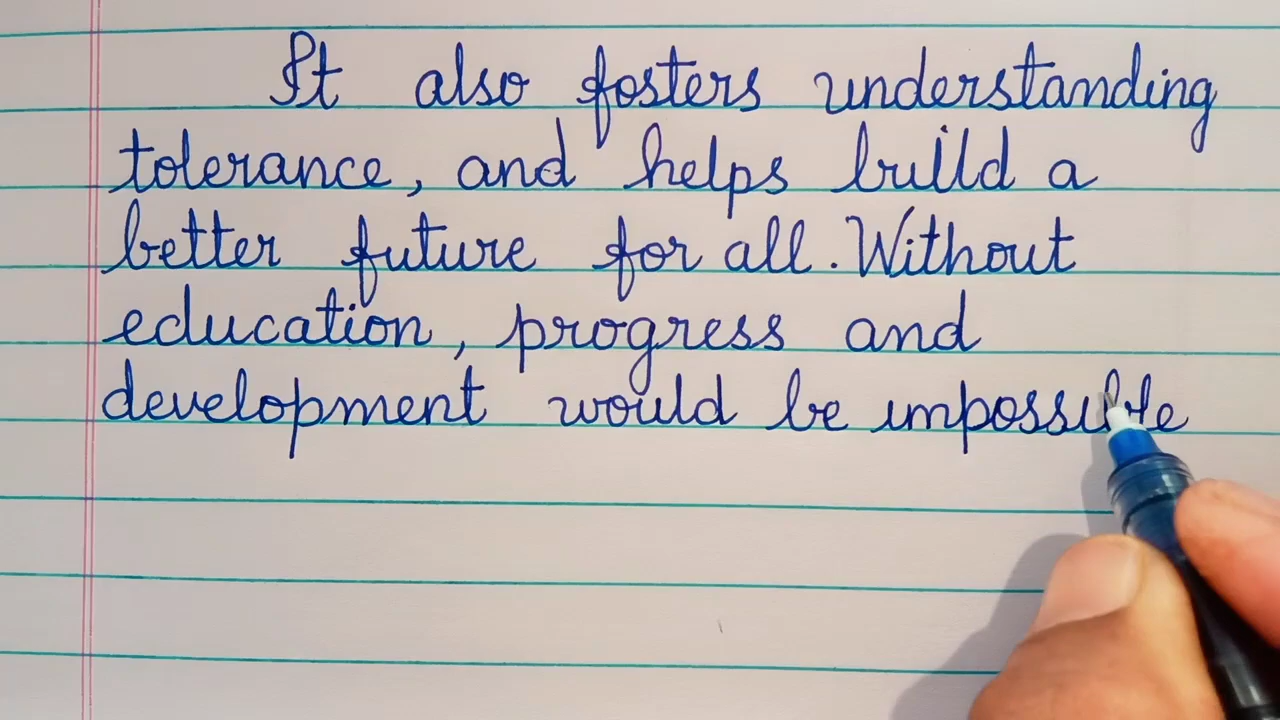 It also fosters understanding
tolerance, and helps build a
better future for all. Without
education, progress and
development would be impossible